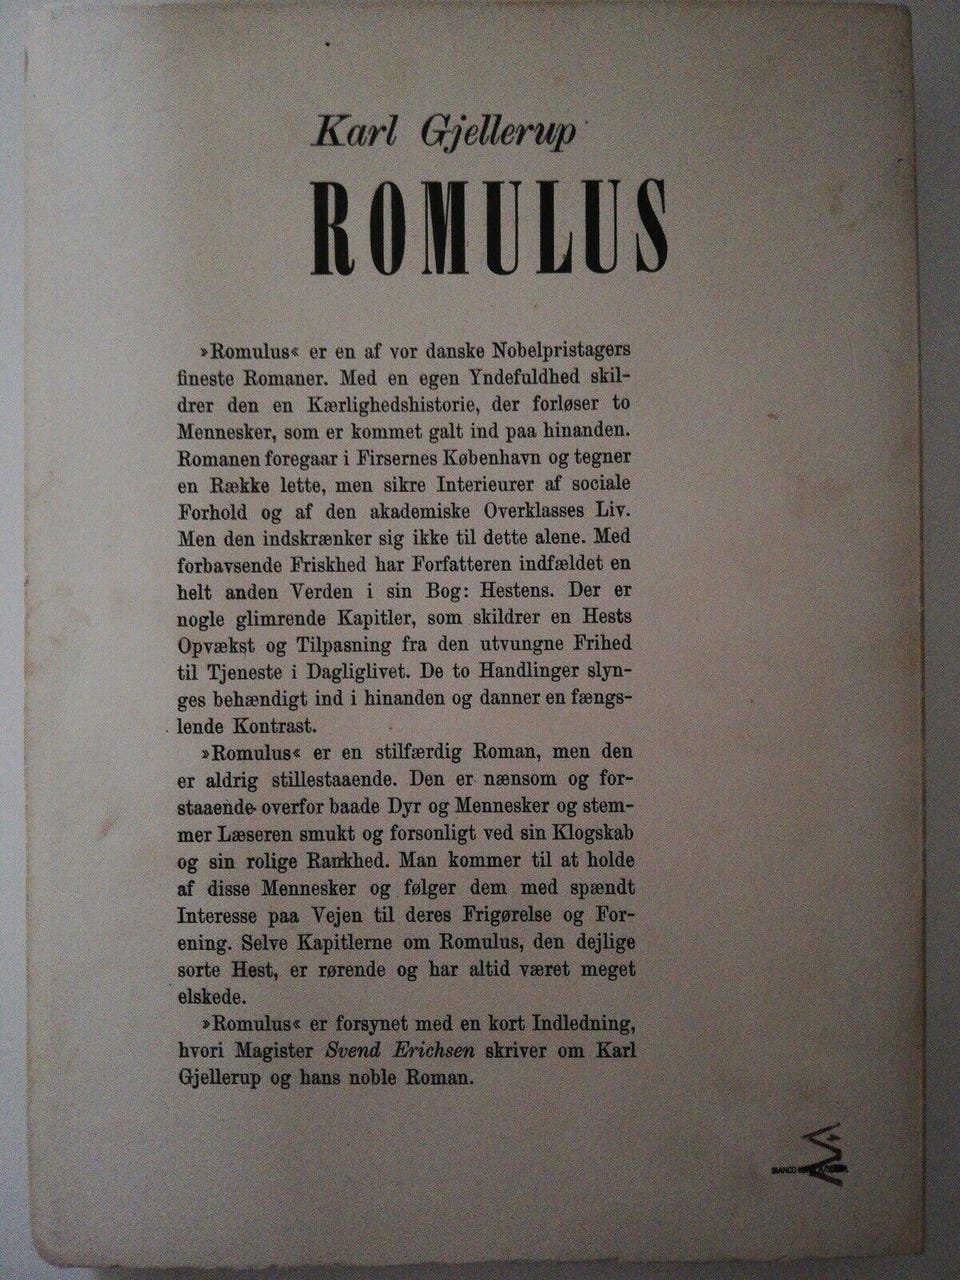 Karl Gjellerup
ROMULUS
»Romulus« er en af vor danske Nobelpristagers
fineste Romaner. Med en egen Yndefuldhed skil-
drer den en Kærlighedshistorie, der forløser to
Mennesker, som er kommet galt ind paa hinanden.
Romanen foregaar i Firsernes København og tegner
en Række lette, men sikre Interieurer af sociale
Forhold og af den akademiske Overklasses Liv.
Men den indskrænker sig ikke til dette alene. Med
forbavsende Friskhed har Forfatteren indfældet en
helt anden Verden i sin Bog: Hestens. Der er
nogle glimrende Kapitler, som skildrer en Hests
Opvækst og Tilpasning fra den utvungne Frihed
til Tjeneste i Dagliglivet. De to Handlinger slyn-
ges behændigt ind i hinanden og danner en fængs-
lende Kontrast.
»Romulus« er en stilfærdig Roman, men den
er aldrig stillestaaende. Den er nænsom og for-
staaende overfor baade Dyr og Mennesker og stem-
mer Læseren smukt og forsonligt ved sin Klogskab
og sin rolige Rankhed. Man kommer til at holde
af disse Mennesker og følger dem med spændt
Interesse paa Vejen til deres Frigørelse og For-
ening. Selve Kapitlerne om Romulus, den dejlige
sorte Hest, er rørende og har altid været meget
elskede.
»Romulus« er forsynet med en kort Indledning,
hvori Magister Svend Erichsen skriver om Karl
Gjellerup og hans noble Roman.
BIANCO